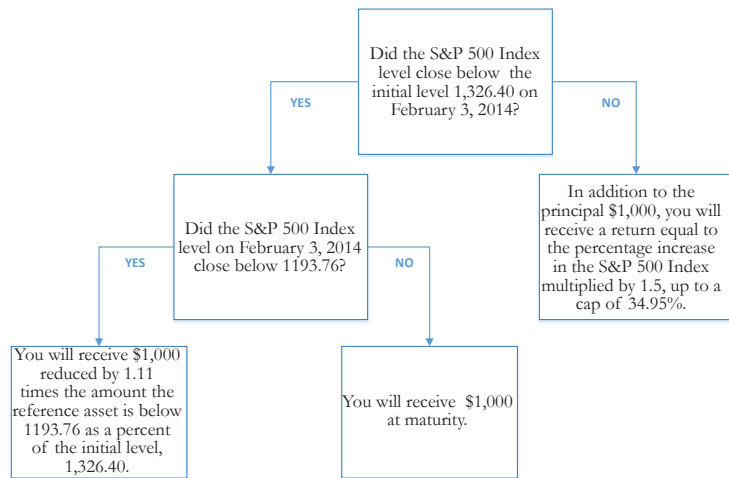 Did the S&P 500 Index
level close below the
initial level 1,326.40 on
February 3, 2014?
YES
NO
Did the S&P 500 Index
level on February 3, 2014
close below 1193.76?
In addition to the
principal $1,000, you will
receive a return equal to
the percentage increase
in the S&P 500 Index
multiplied by 1.5, up to a
cap of 34.95%.
YES
NO
You will receive $1,000
reduced by 1.11
times the amount the
reference asset is below
1193.76 as a percent
of the initial level,
1,326.40.
You will receive $1,000
at maturity.